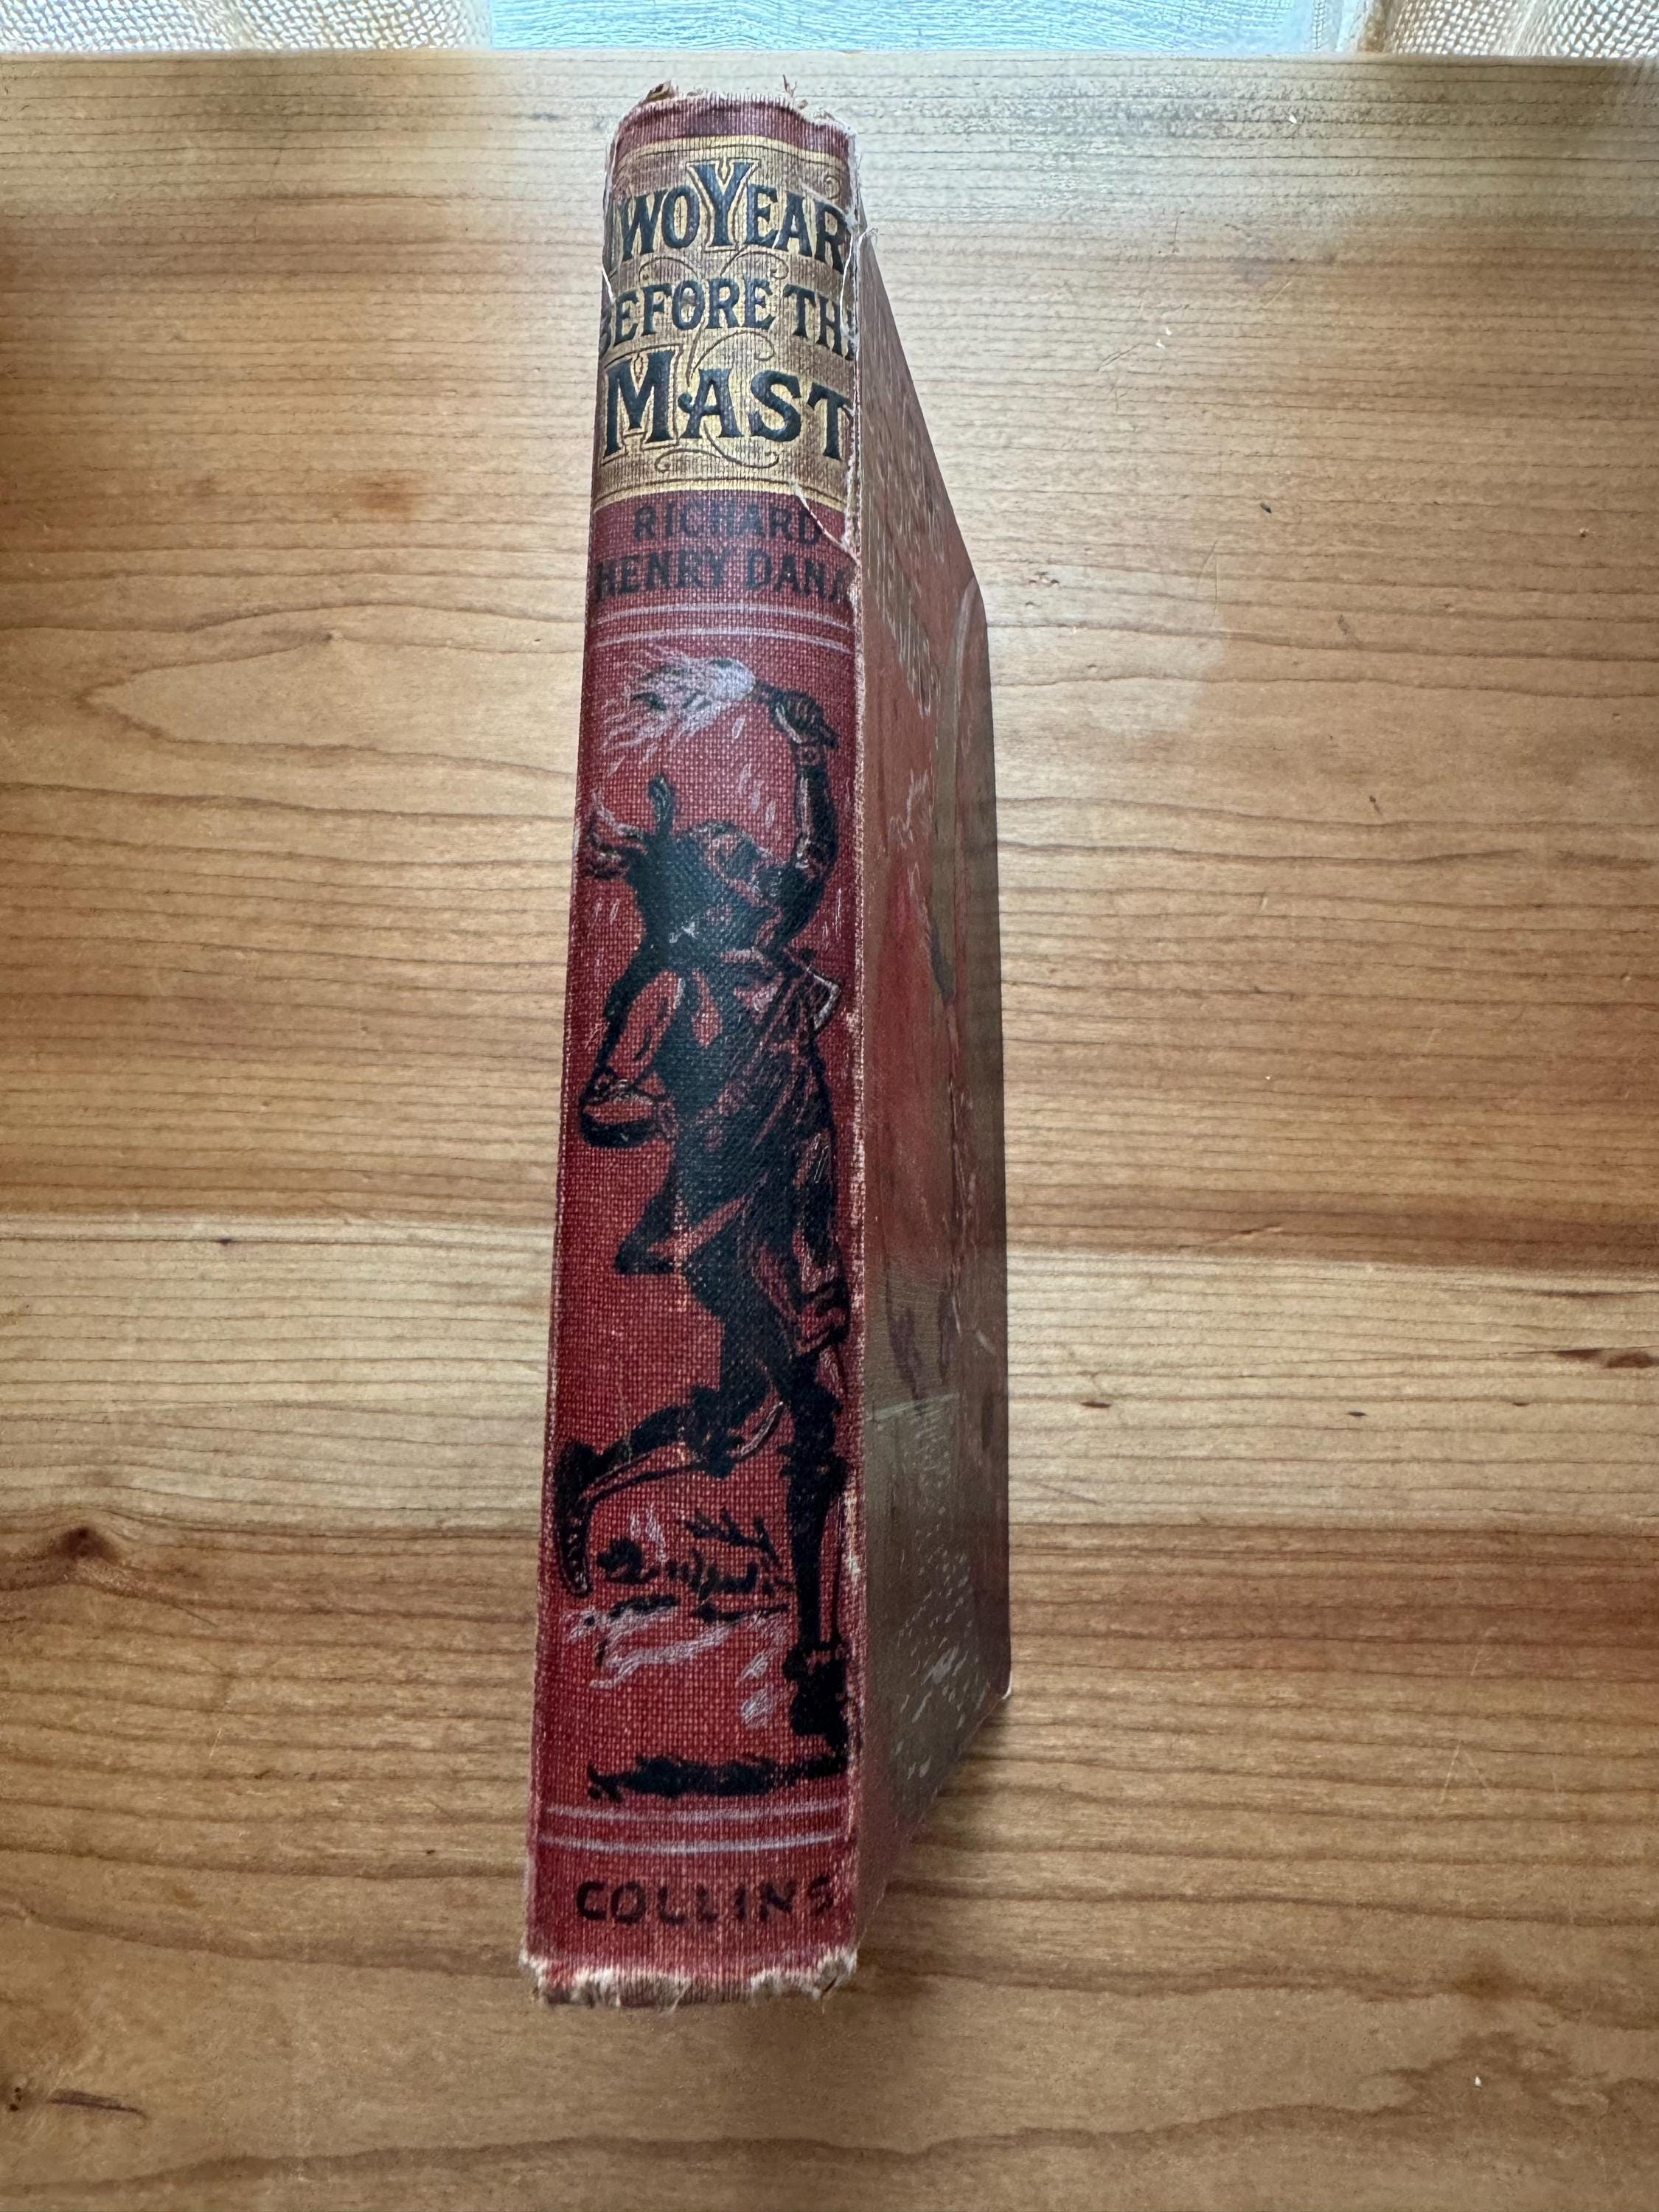 TWO YEARS
BEFORE THE
MAST
RICHARD
HENRY DANA
COLLINS